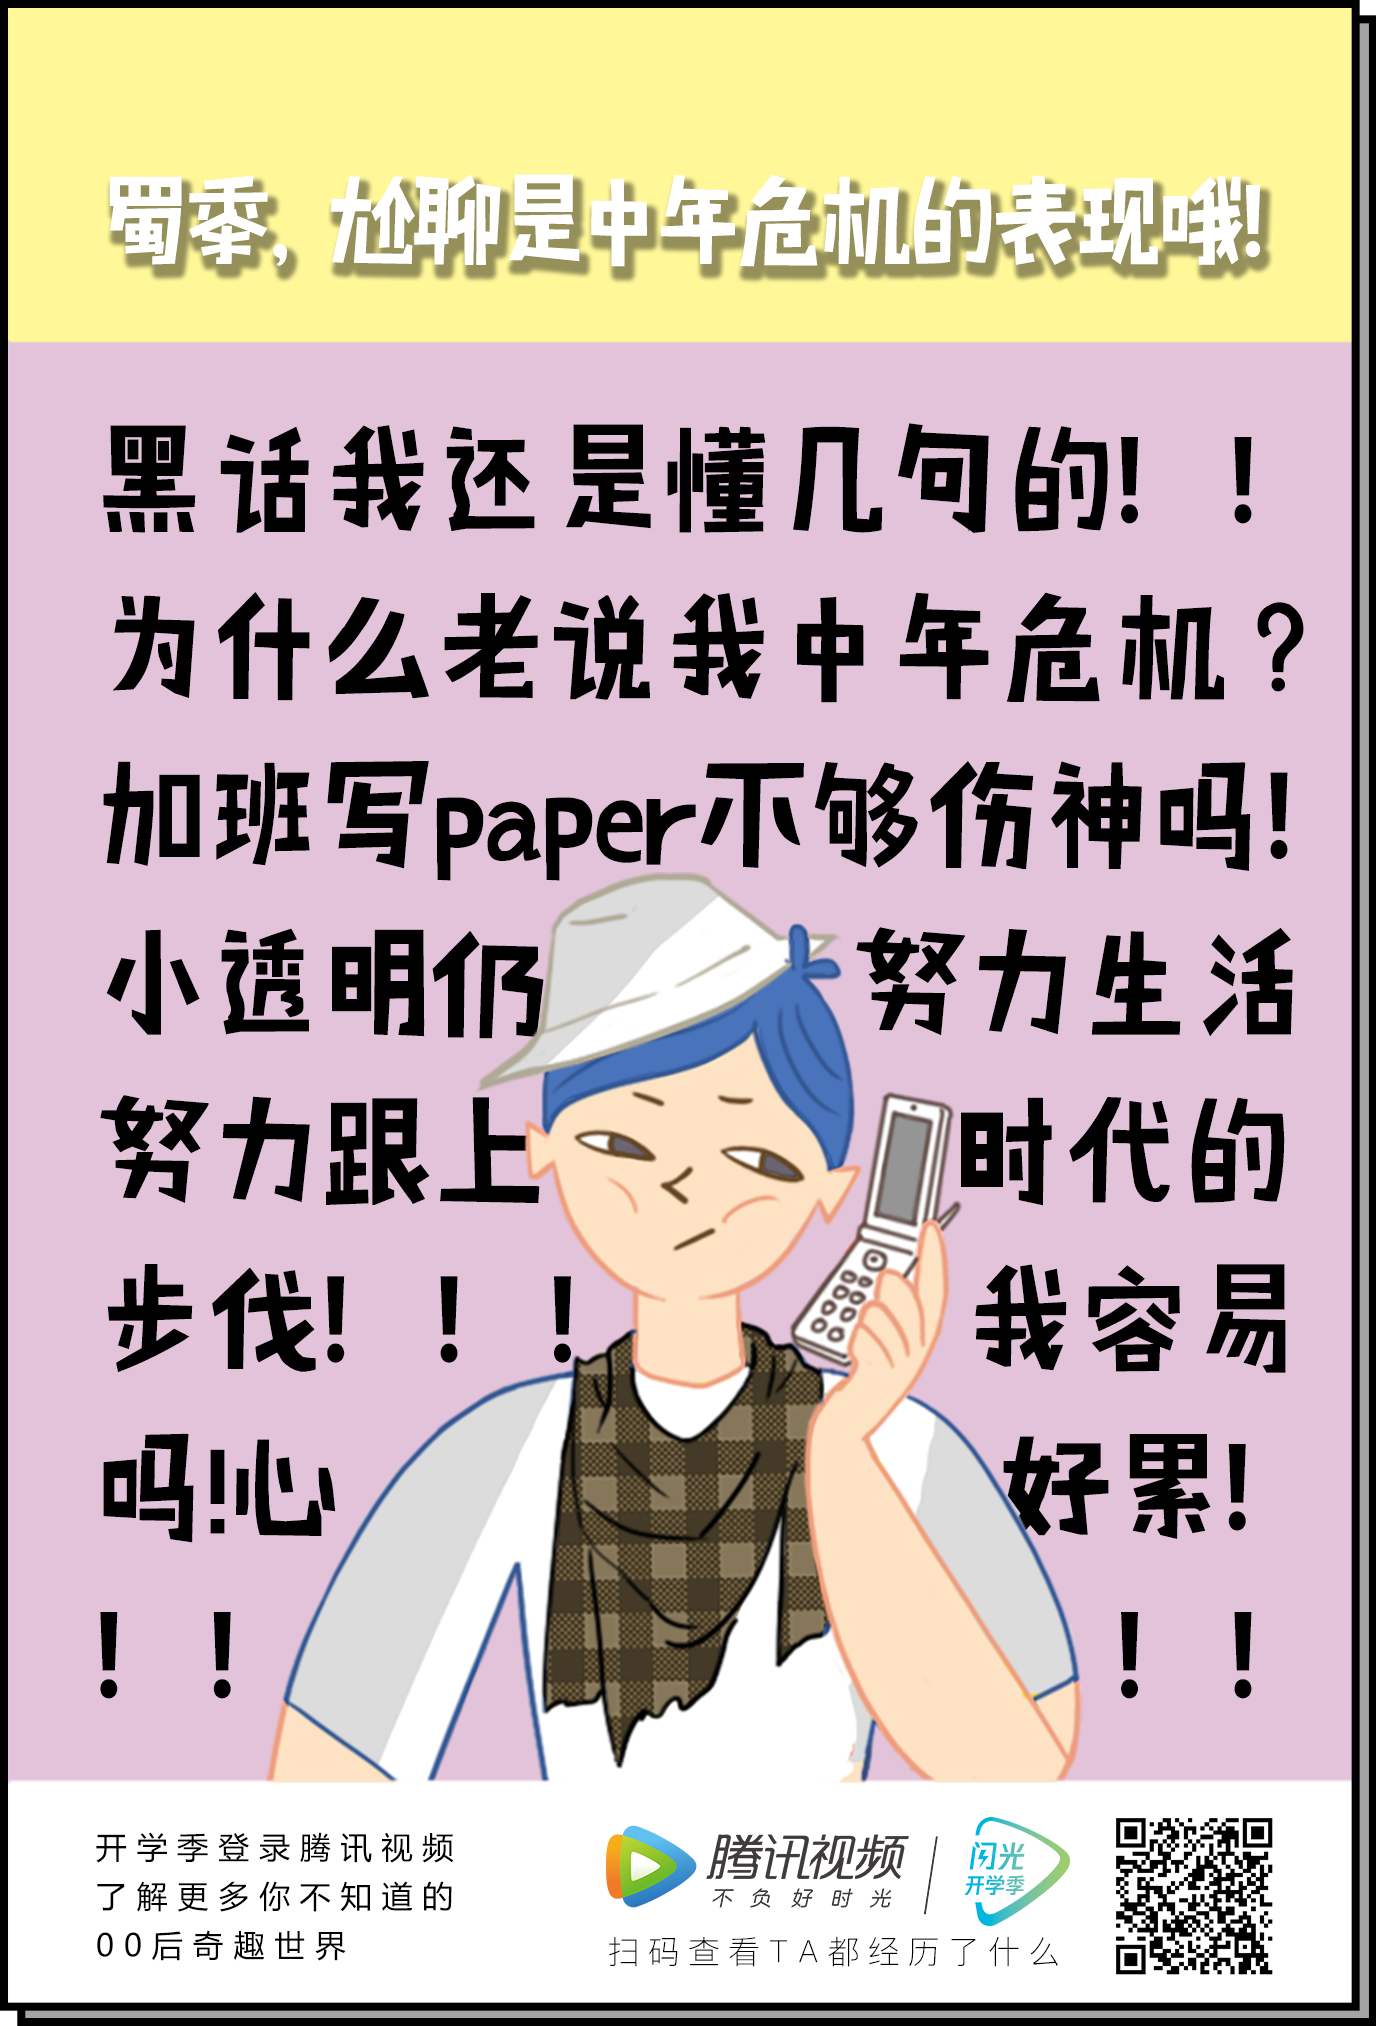 蜀黍，尬聊是中年危机的表现哦!
黑话我还是懂几句的! !
为什么老说我中年危机?
加班写paper不够伤神吗!
小透明仍努力生活
努力跟上时代的
步伐! ! ! 我容易
吗!心好累!
! ! ! !
开学季登录腾讯视频
了解更多你不知道的
00后奇趣世界
腾讯视频
不负好时光
闪光
开学季
扫码查看TA都经历了什么